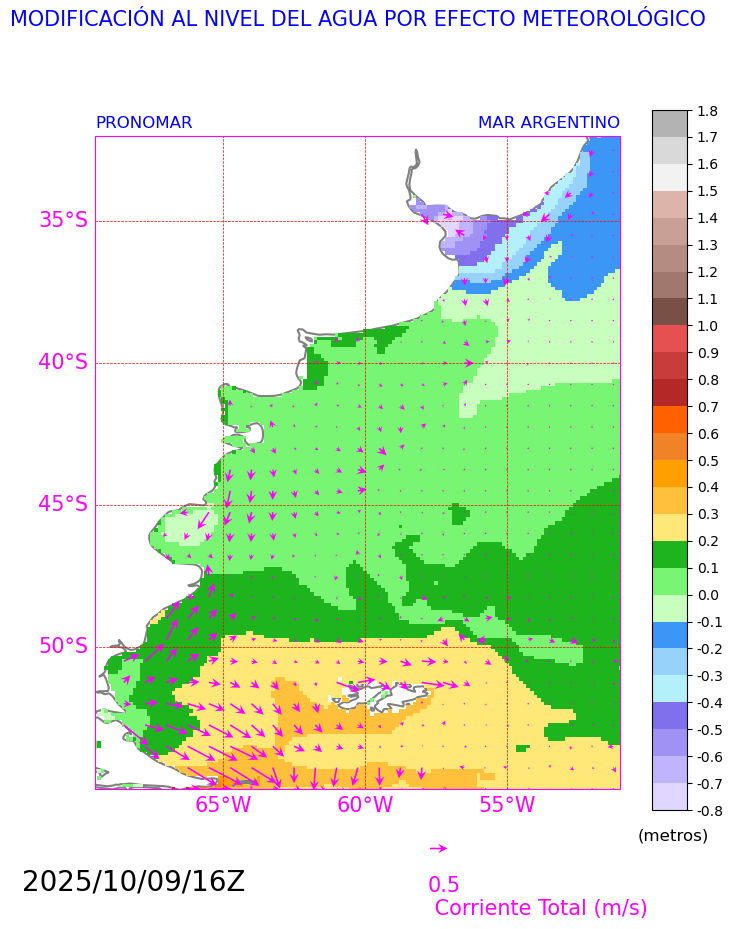 MODIFICACIÓN AL NIVEL DEL AGUA POR EFECTO METEOROLÓGICO
PRONOMAR MAR ARGENTINO
35°S
40°S
45°S
50°S
65°W 60°W 55°W
1.8
1.7
1.6
1.5
1.4
1.3
1.2
1.1
1.0
0.9
0.8
0.7
0.6
0.5
0.4
0.3
0.2
0.1
0.0
-0.1
-0.2
-0.3
-0.4
-0.5
-0.6
-0.7
-0.8
(metros)
2025/10/09/16Z
0.5
Corriente Total (m/s)